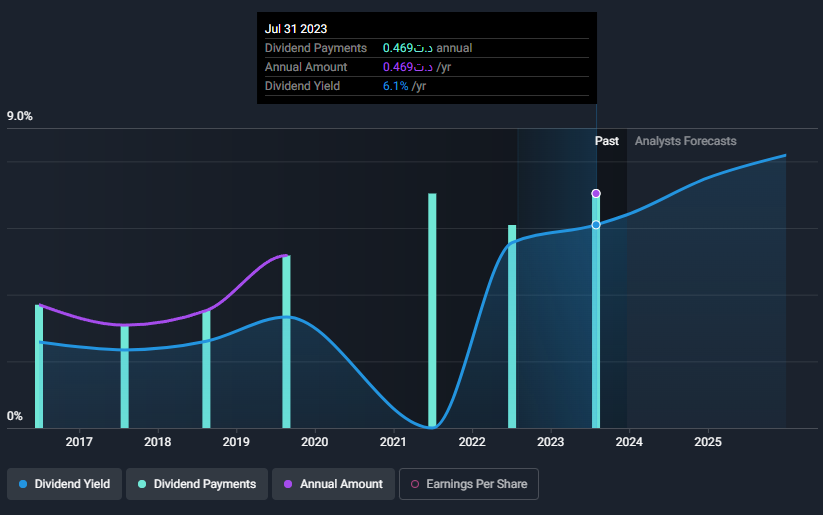 Jul 31 2023
Dividend Payments 0.469د.ت annual
Annual Amount 0.469د.ت /yr
Dividend Yield 6.1% /yr
9.0%
Past Analysts Forecasts
0%
2017 2018 2019 2020 2021 2022 2023 2024 2025
Dividend Yield Dividend Payments Annual Amount Earnings Per Share